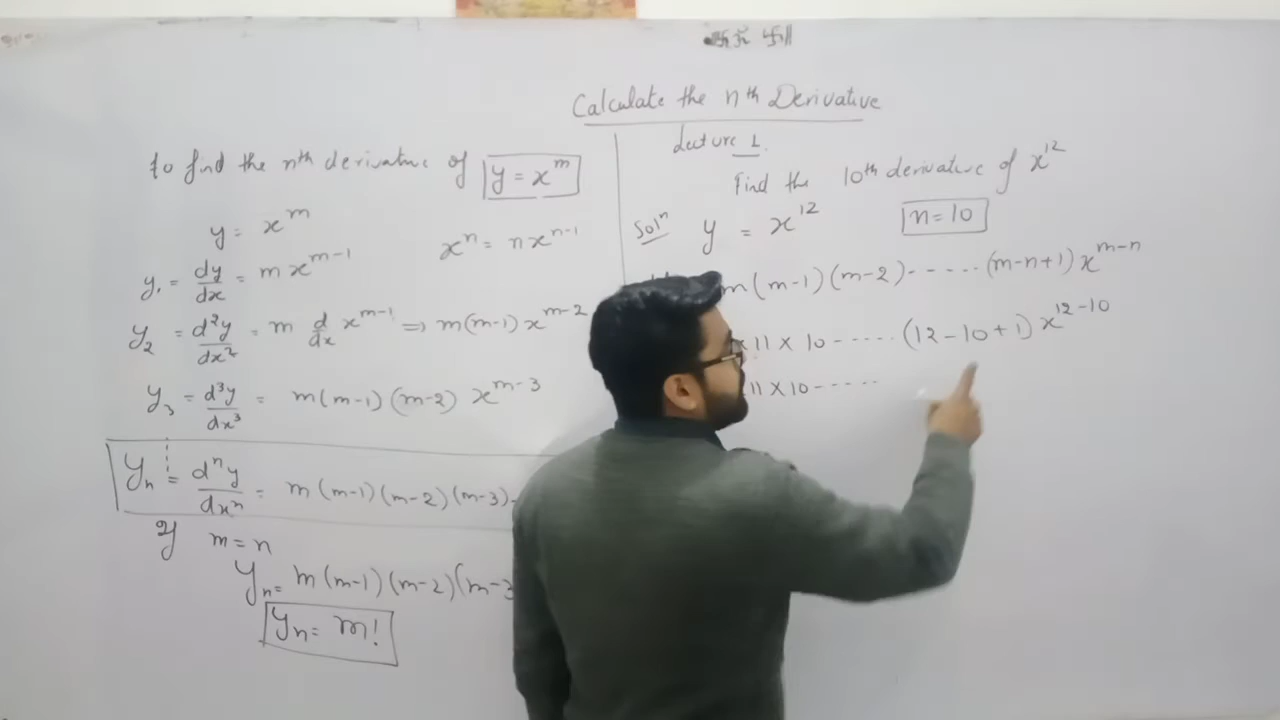 Calculate the nth Derivative
to find the nth derivative of y = x^m
y = x^m
x^n = nx^{n-1}
y₁ = dy/dx = mx^{m-1}
y₂ = d²y/dx² = m d/dx x^{m-1} ⇒ m(m-1)x^{m-2}
y₃ = d³y/dx³ = m(m-1)(m-2) x^{m-3}
yₙ = dⁿy/dxⁿ = m(m-1)(m-2)(m-3)-
m = n
yₙ = m(m-1)(m-2)(m-3
yₙ = m!
Lecture 1.
Find the 10th derivative of x^{12}
Solⁿ y = x^{12} n = 10
m(m-1)(m-2)------(m-n+1) x^{m-n}
11 × 10 ----- (12-10+1) x^{12-10}
11 × 10 -----